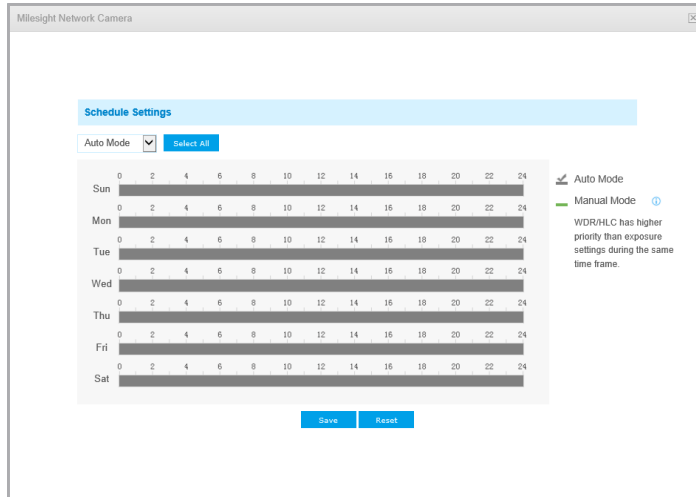 Milesight Network Camera
Schedule Settings
Auto Mode
Select All
0 2 4 6 8 10 12 14 16 18 20 22 24
Sun
0 2 4 6 8 10 12 14 16 18 20 22 24
Mon
0 2 4 6 8 10 12 14 16 18 20 22 24
Tue
0 2 4 6 8 10 12 14 16 18 20 22 24
Wed
0 2 4 6 8 10 12 14 16 18 20 22 24
Thu
0 2 4 6 8 10 12 14 16 18 20 22 24
Fri
0 2 4 6 8 10 12 14 16 18 20 22 24
Sat
Auto Mode
Manual Mode
WDR/HLC has higher
priority than exposure
settings during the same
time frame.
Save
Reset